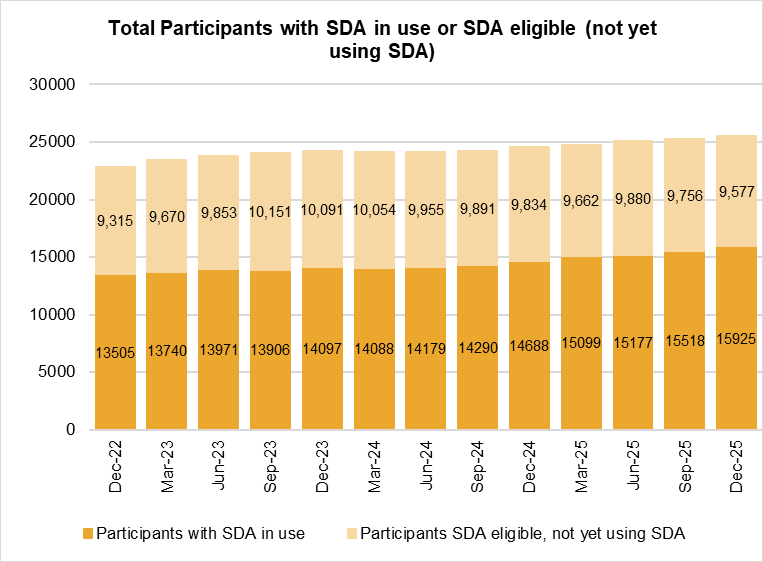 Total Participants with SDA in use or SDA eligible (not yet
using SDA)
30000
25000
20000
15000
10000
5000
0
9,315 9,670 9,853 10,151 10,091 10,054 9,955 9,891 9,834 9,662 9,880 9,756 9,577
13505 13740 13971 13906 14097 14088 14179 14290 14688 15099 15177 15518 15925
Dec-22 Mar-23 Jun-23 Sep-23 Dec-23 Mar-24 Jun-24 Sep-24 Dec-24 Mar-25 Jun-25 Sep-25 Dec-25
Participants with SDA in use Participants SDA eligible, not yet using SDA